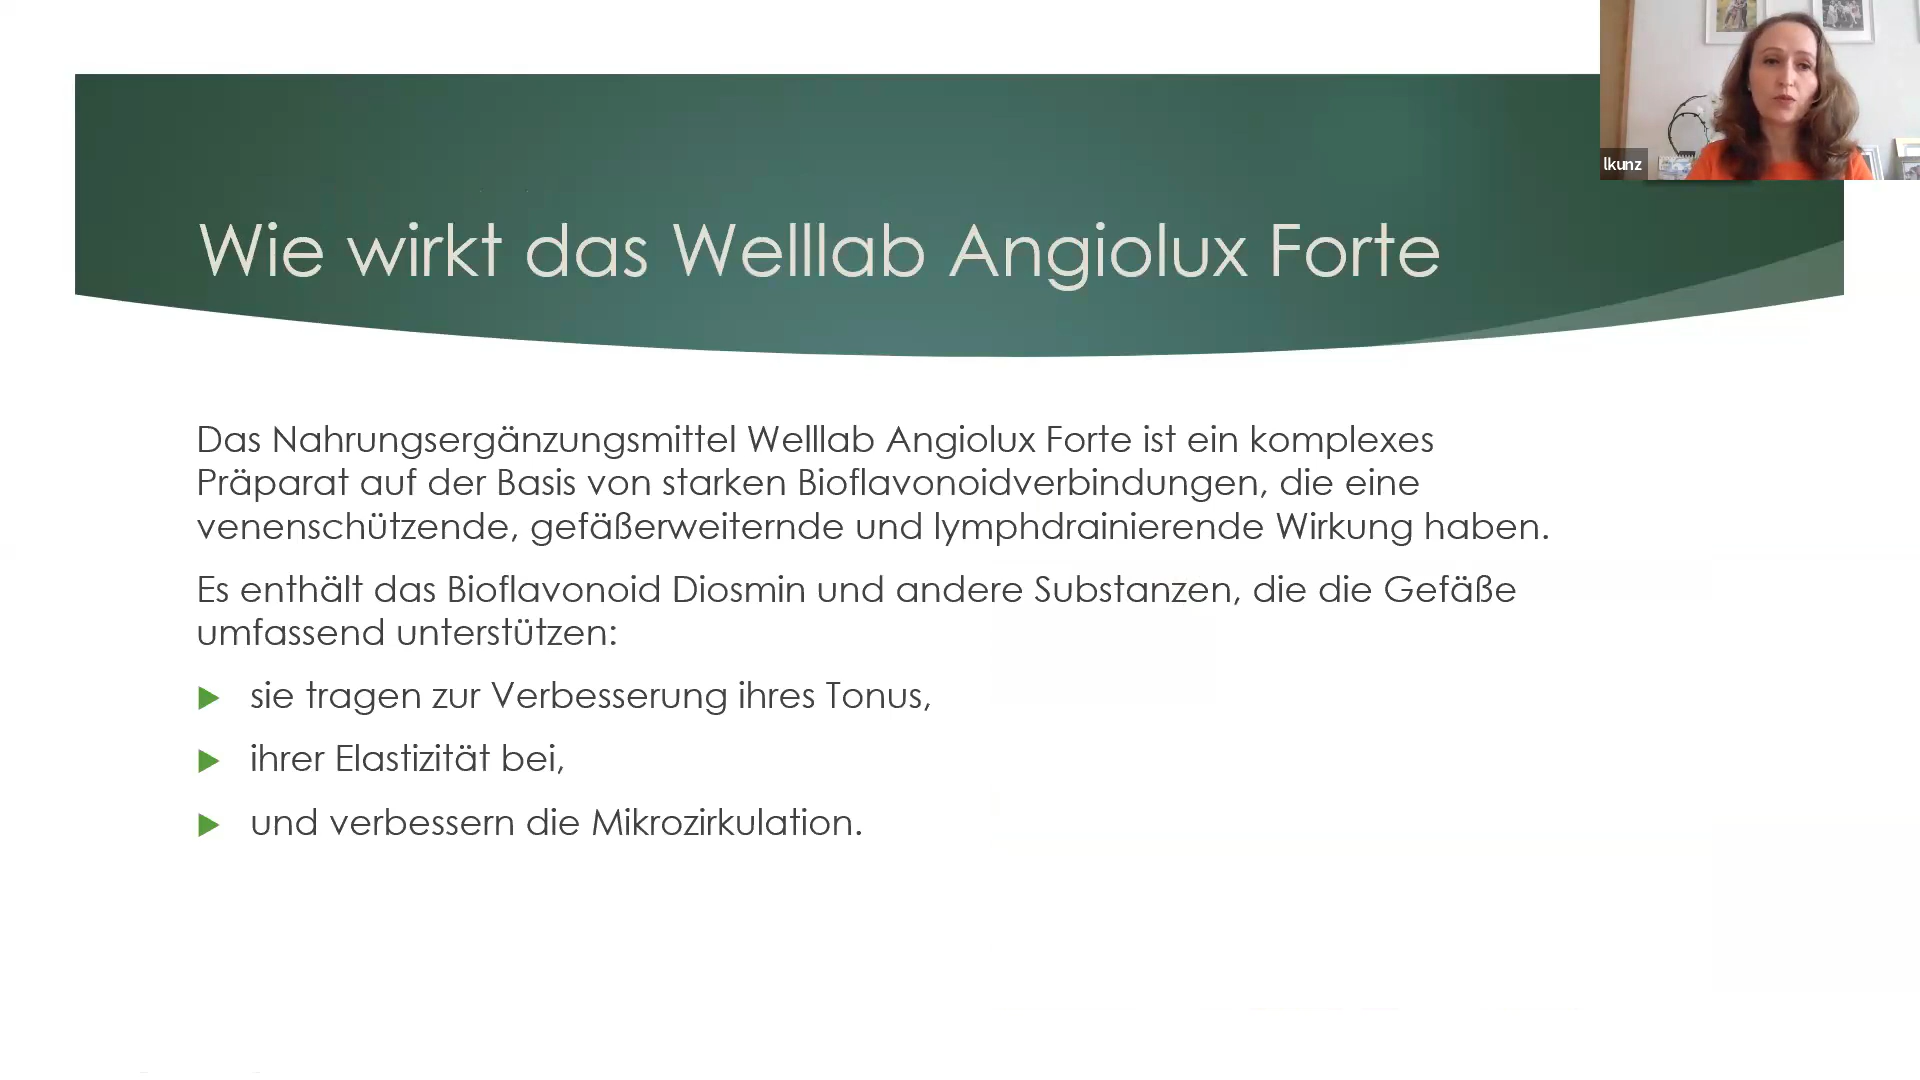 lkunz
Wie wirkt das Welllab Angiolux Forte
Das Nahrungsergänzungsmittel Welllab Angiolux Forte ist ein komplexes
Präparat auf der Basis von starken Bioflavonoidverbindungen, die eine
venenschützende, gefäßerweiternde und lymphdrainierende Wirkung haben.
Es enthält das Bioflavonoid Diosmin und andere Substanzen, die die Gefäße
umfassend unterstützen:
sie tragen zur Verbesserung ihres Tonus,
ihrer Elastizität bei,
und verbessern die Mikrozirkulation.